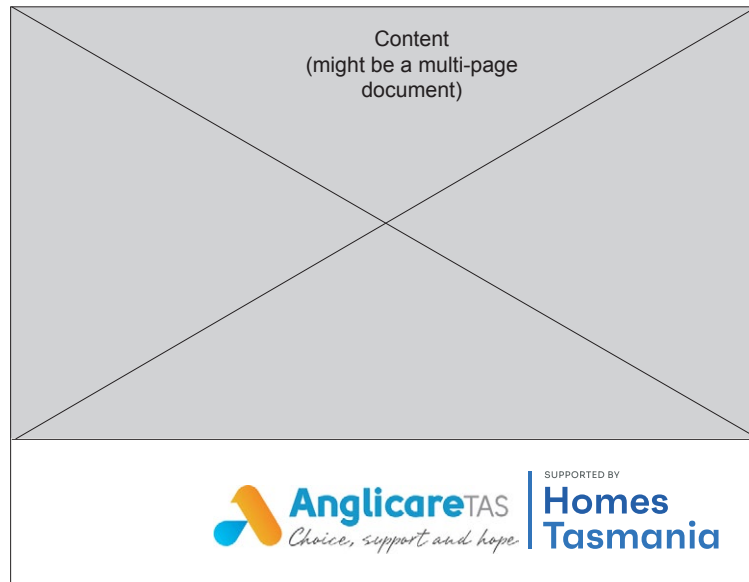 Content
(might be a multi-page
document)
AnglicareTAS
Choice, support and hope
SUPPORTED BY
Homes
Tasmania